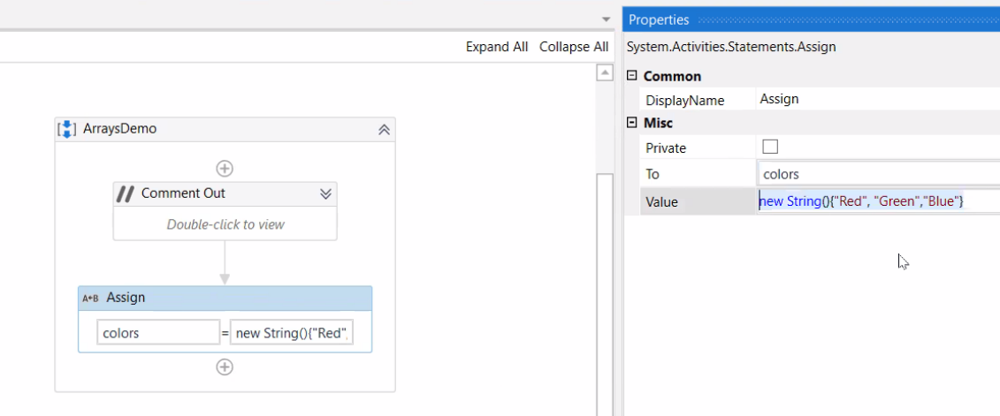 Properties
Expand All Collapse All
System.Activities.Statements.Assign
Common
DisplayName Assign
Misc
Private
To colors
Value new String(){"Red", "Green","Blue"}
ArraysDemo
Comment Out
Double-click to view
A+B Assign
colors = new String(){"Red",